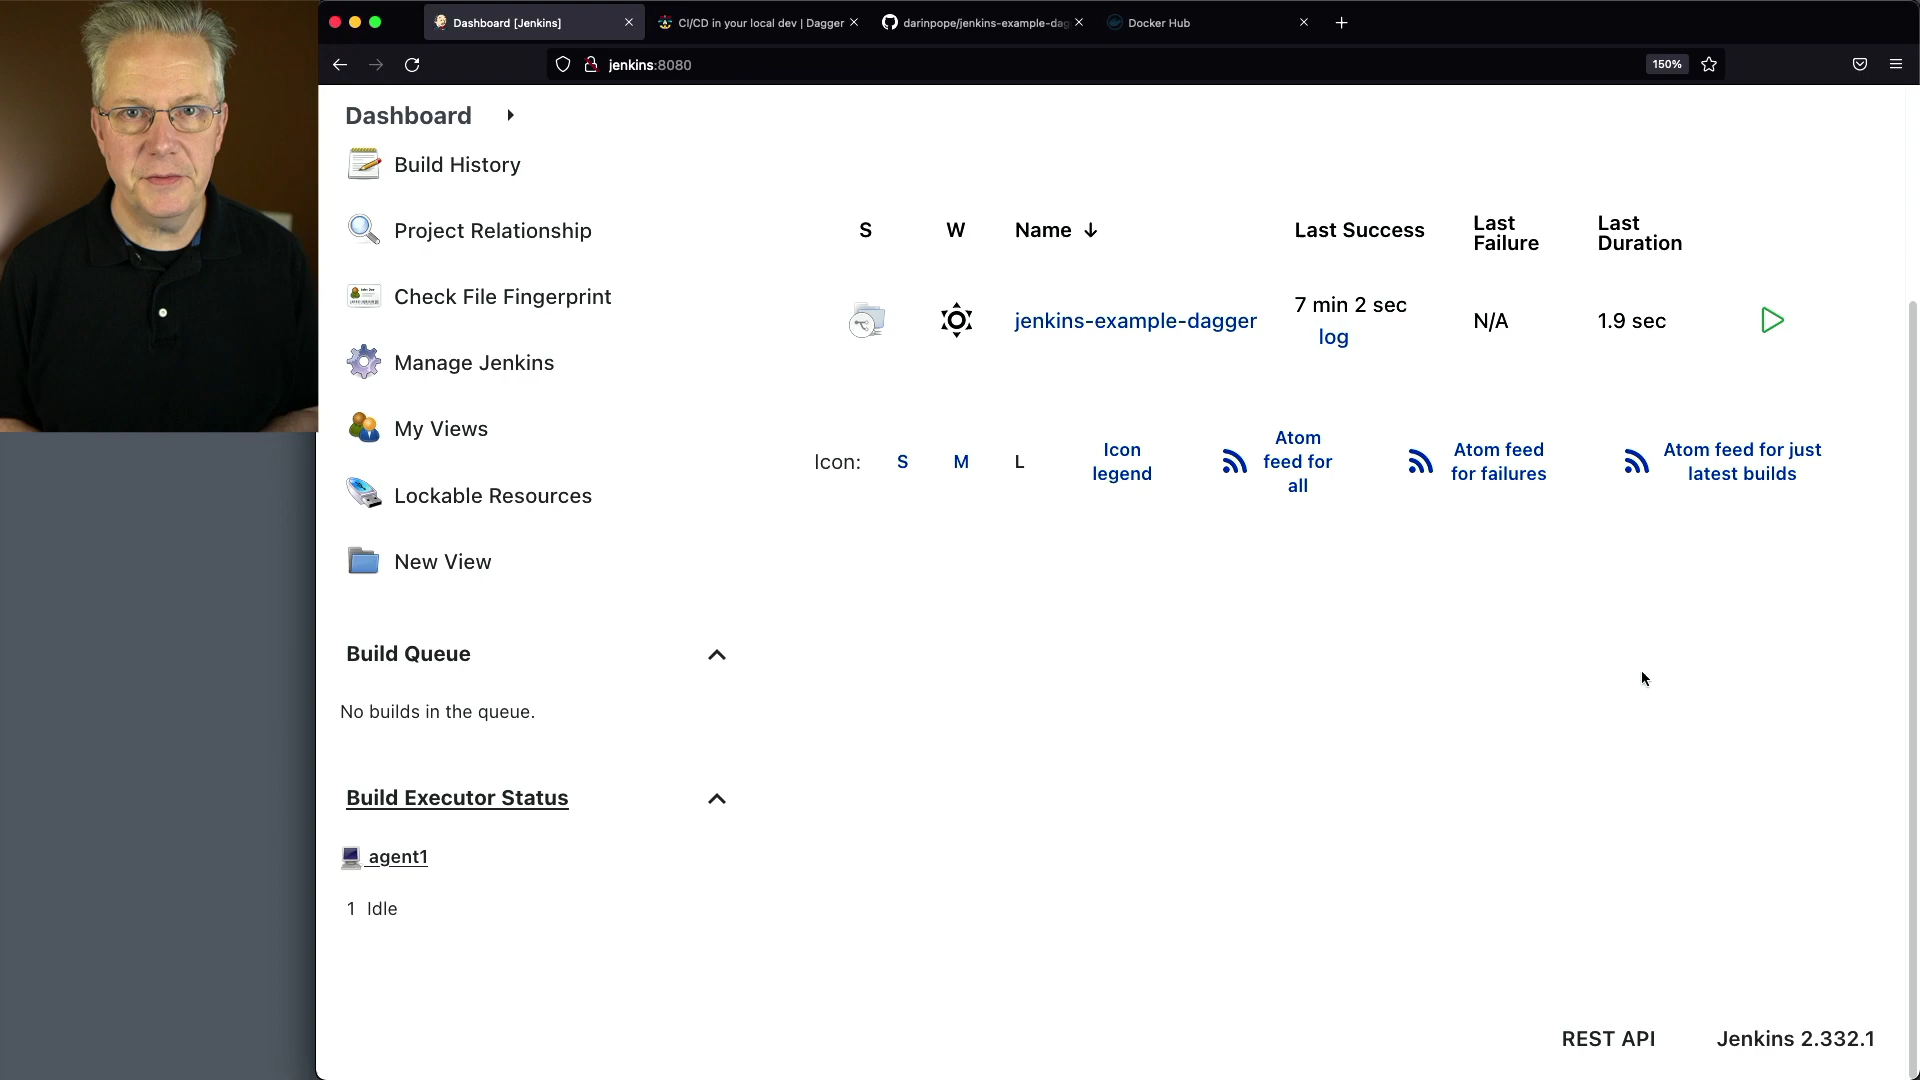 Dashboard [Jenkins]
CI/CD in your local dev | Dagger
darinpope/jenkins-example-dag
Docker Hub
jenkins:8080
150%
Dashboard
Build History
Project Relationship
Check File Fingerprint
Manage Jenkins
My Views
Lockable Resources
New View
S
W
Name ↓
Last Success
Last
Failure
Last
Duration
jenkins-example-dagger
7 min 2 sec
log
N/A
1.9 sec
Icon:
S
M
L
Icon
legend
Atom
feed for
all
Atom feed
for failures
Atom feed for just
latest builds
Build Queue
No builds in the queue.
Build Executor Status
agent1
1 Idle
REST API
Jenkins 2.332.1